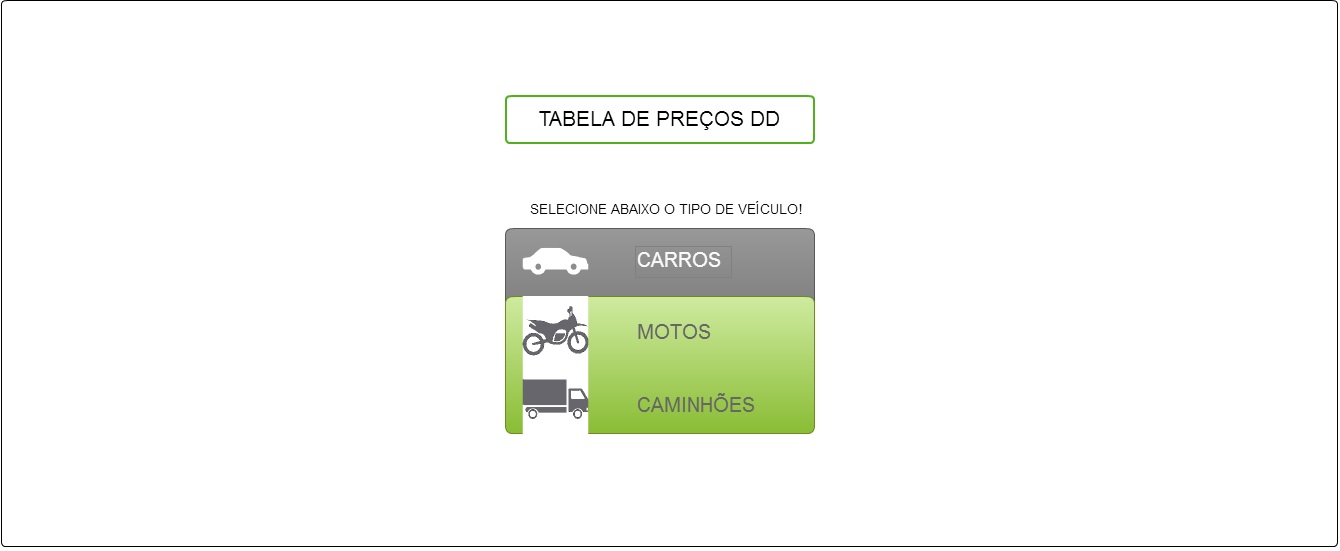 TABELA DE PREÇOS DD
SELECIONE ABAIXO O TIPO DE VEÍCULO!
CARROS
MOTOS
CAMINHÕES